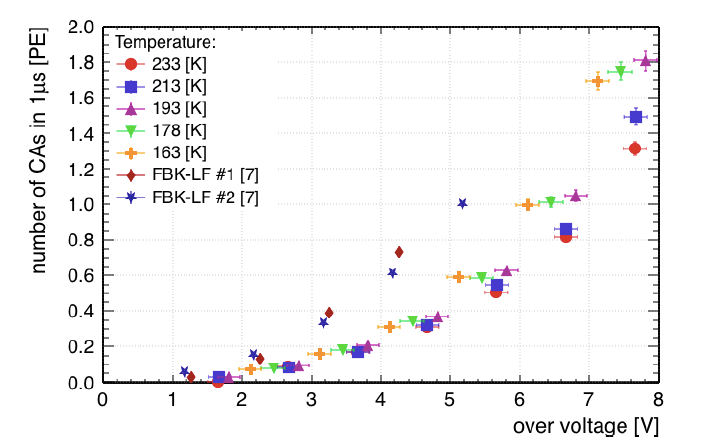 number of CAs in 1μs [PE]
2.0
1.8
1.6
1.4
1.2
1.0
0.8
0.6
0.4
0.2
0.0
Temperature:
233 [K]
213 [K]
193 [K]
178 [K]
163 [K]
FBK-LF #1 [7]
FBK-LF #2 [7]
0 1 2 3 4 5 6 7 8
over voltage [V]